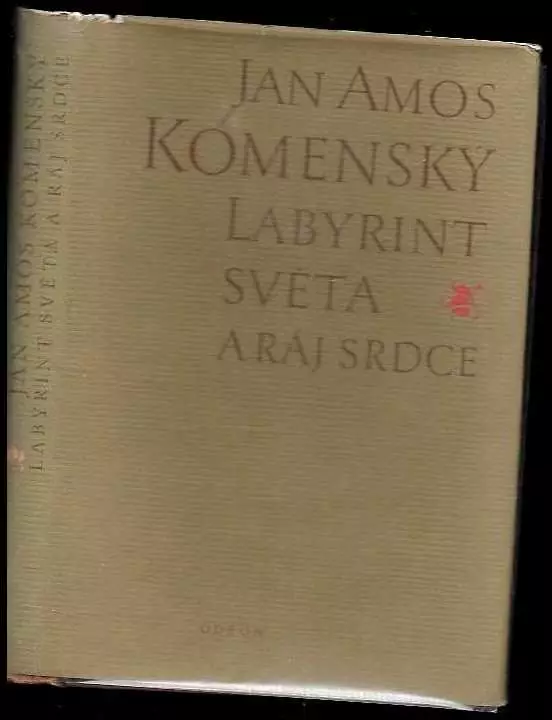 JAN AMOS
KOMENSKÝ
LABYRINT
SVĚTA
A RÁJ SRDCE
ODEON
JAN AMOS KOMENSKÝ
LABYRINT SVĚTA A RÁJ SRDCE